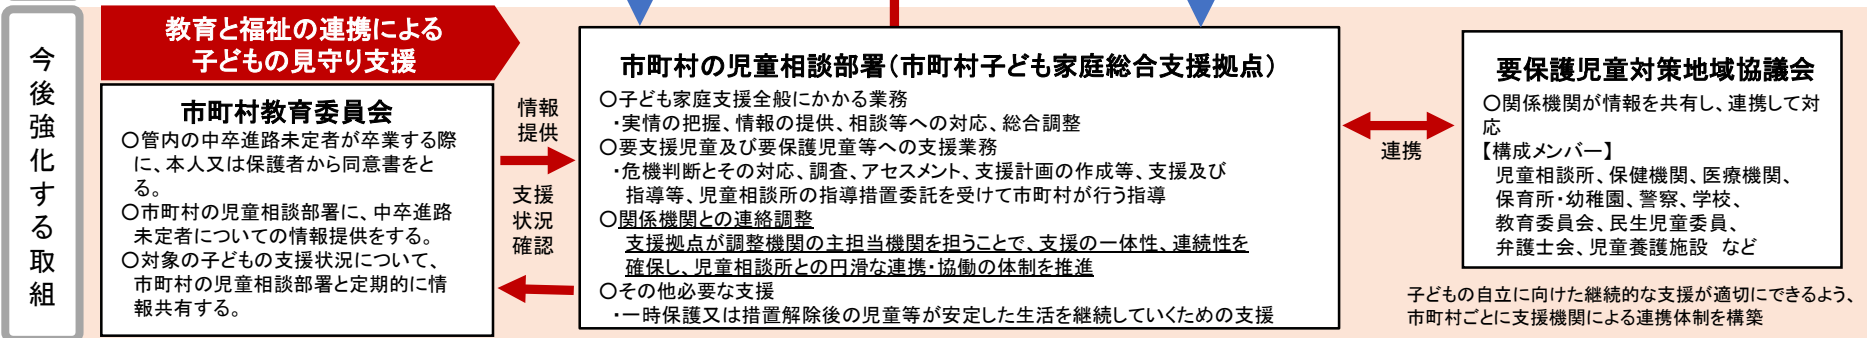 今後強化する取組
教育と福祉の連携による
子どもの見守り支援
市町村教育委員会
〇管内の中卒進路未定者が卒業する際
に、本人又は保護者から同意書をと
る。
〇市町村の児童相談部署に、中卒進路
未定者についての情報提供をする。
〇対象の子どもの支援状況について、
市町村の児童相談部署と定期的に情
報共有する。
情報
提供
支援
状況
確認
市町村の児童相談部署(市町村子ども家庭総合支援拠点)
〇子ども家庭支援全般にかかる業務
・実情の把握、情報の提供、相談等への対応、総合調整
〇要支援児童及び要保護児童等への支援業務
・危機判断とその対応、調査、アセスメント、支援計画の作成等、支援及び
指導等、児童相談所の指導措置委託を受けて市町村が行う指導
〇関係機関との連絡調整
支援拠点が調整機関の主担当機関を担うことで、支援の一体性、連続性を
確保し、児童相談所との円滑な連携・協働の体制を推進
〇その他必要な支援
・一時保護又は措置解除後の児童等が安定した生活を継続していくための支援
連携
要保護児童対策地域協議会
〇関係機関が情報を共有し、連携して対
応
【構成メンバー】
児童相談所、保健機関、医療機関、
保育所・幼稚園、警察、学校、
教育委員会、民生児童委員、
弁護士会、児童養護施設 など
子どもの自立に向けた継続的な支援が適切にできるよう、
市町村ごとに支援機関による連携体制を構築